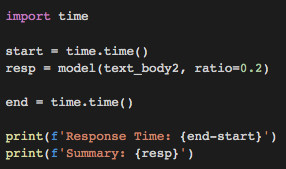 import time
start = time.time()
resp = model(text_body2, ratio=0.2)
end = time.time()
print(f'Response Time: {end-start}')
print(f'Summary: {resp}')